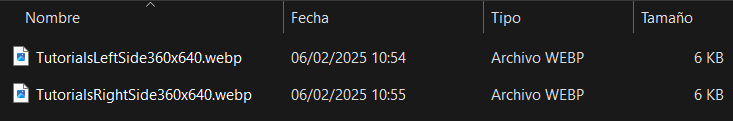 Nombre Fecha Tipo Tamaño
TutorialsLeftSide360x640.webp 06/02/2025 10:54 Archivo WEBP 6 KB
TutorialsRightSide360x640.webp 06/02/2025 10:55 Archivo WEBP 6 KB